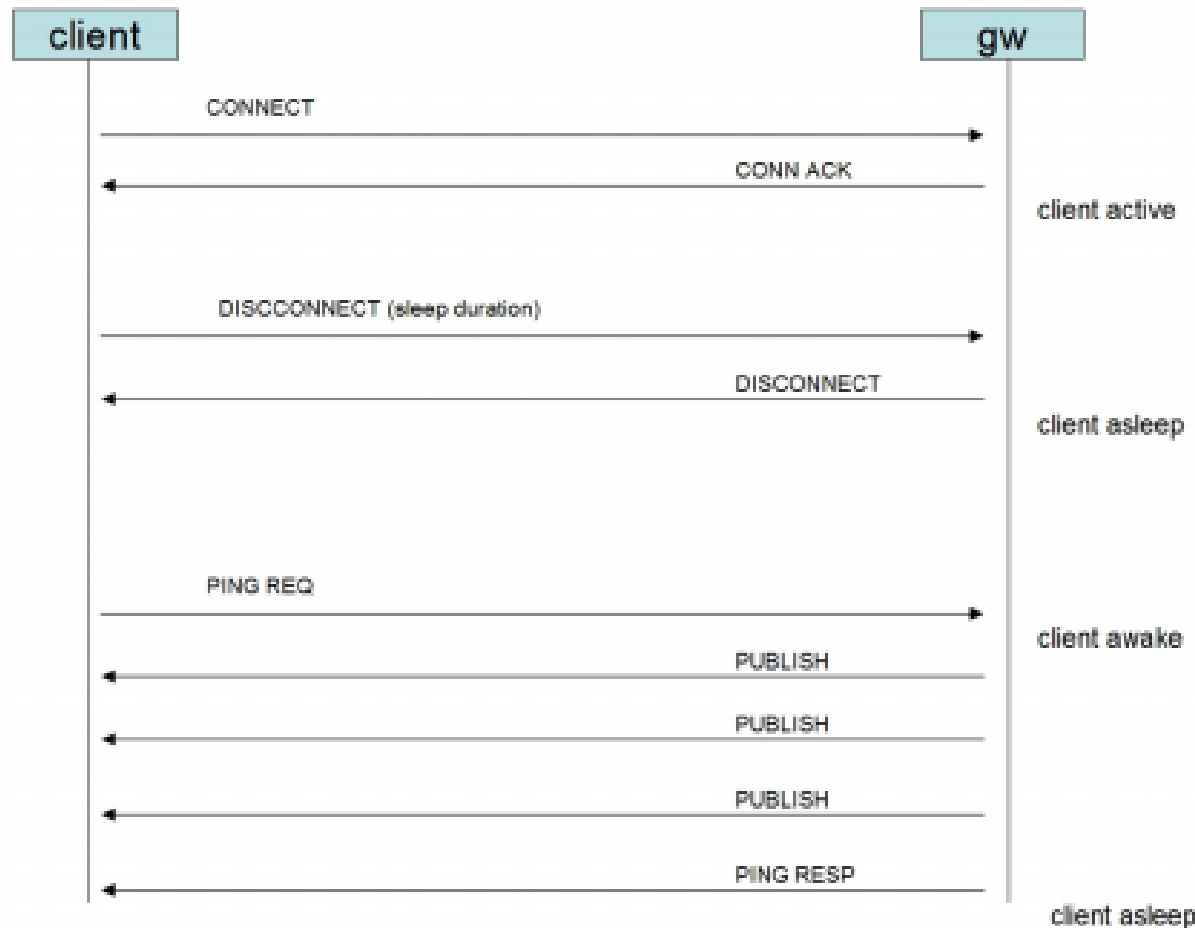 client
gw
CONNECT
CONN ACK
client active
DISCCONNECT (sleep duration)
DISCONNECT
client asleep
PING REQ
client awake
PUBLISH
PUBLISH
PUBLISH
PING RESP
client asleep